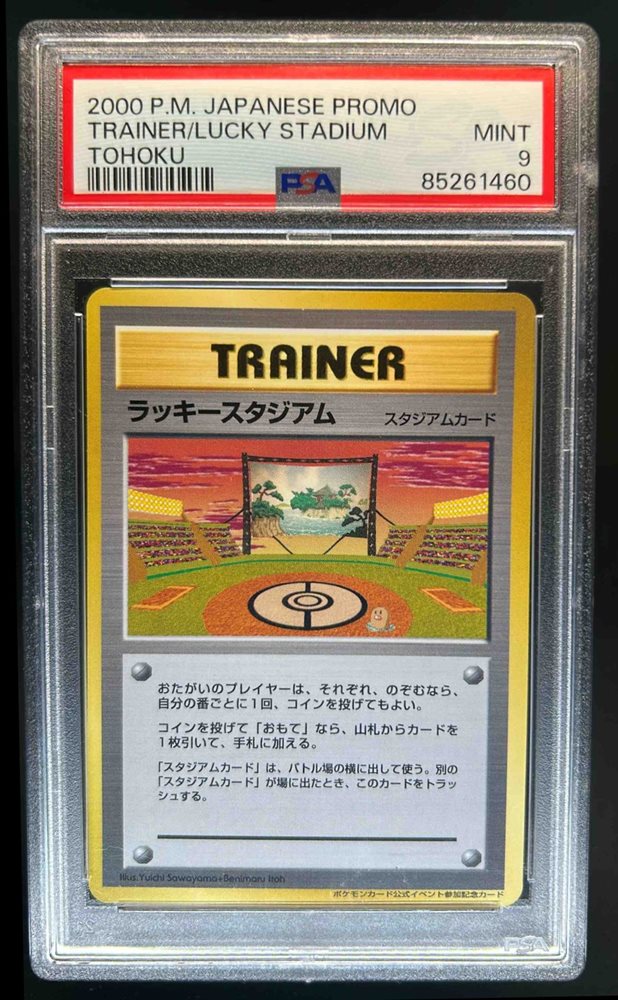 2000 P.M. JAPANESE PROMO
TRAINER/LUCKY STADIUM MINT
TOHOKU 9
PSA 85261460
TRAINER
ラッキースタジアム スタジアムカード
おたがいのプレイヤーは、それぞれ、のぞむなら、
自分の番ごとに1回、コインを投げてもよい。
コインを投げて「おもて」なら、山札からカードを
1枚引いて、手札に加える。
「スタジアムカード」は、バトル場の横に出して使う。別の
「スタジアムカード」が場に出たとき、このカードをトラッ
シュする。
Illus.Yuichi Sawayama+Benimaru Itoh
ポケモンカード公式イベント参加記念カード
PSA